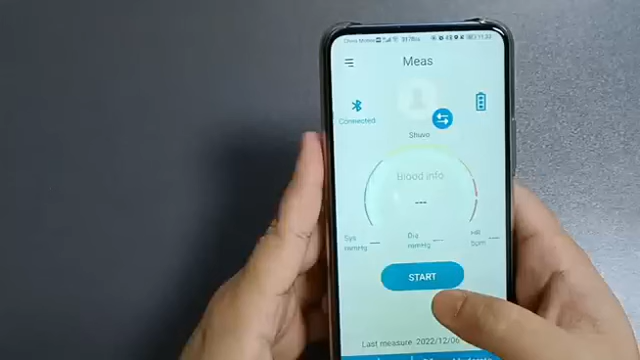 Meas
Connected
Shuvo
Blood info
---
Sys
mmHg
Dia
mmHg
HR
bpm
START
Last measure 2022/12/06